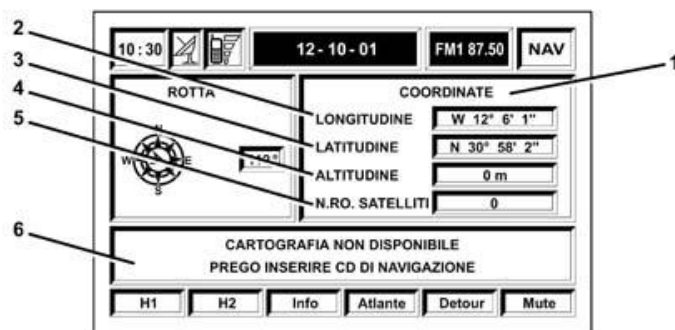 2
3
4
5
6
1
10 : 30
12 - 10 - 01
FM1 87.50
NAV
ROTTA
N
W
E
S
COORDINATE
LONGITUDINE
W 12° 6' 1"
LATITUDINE
N 30° 58' 2"
ALTITUDINE
0 m
N.RO. SATELLITI
0
CARTOGRAFIA NON DISPONIBILE
PREGO INSERIRE CD DI NAVIGAZIONE
H1
H2
Info
Atlante
Detour
Mute